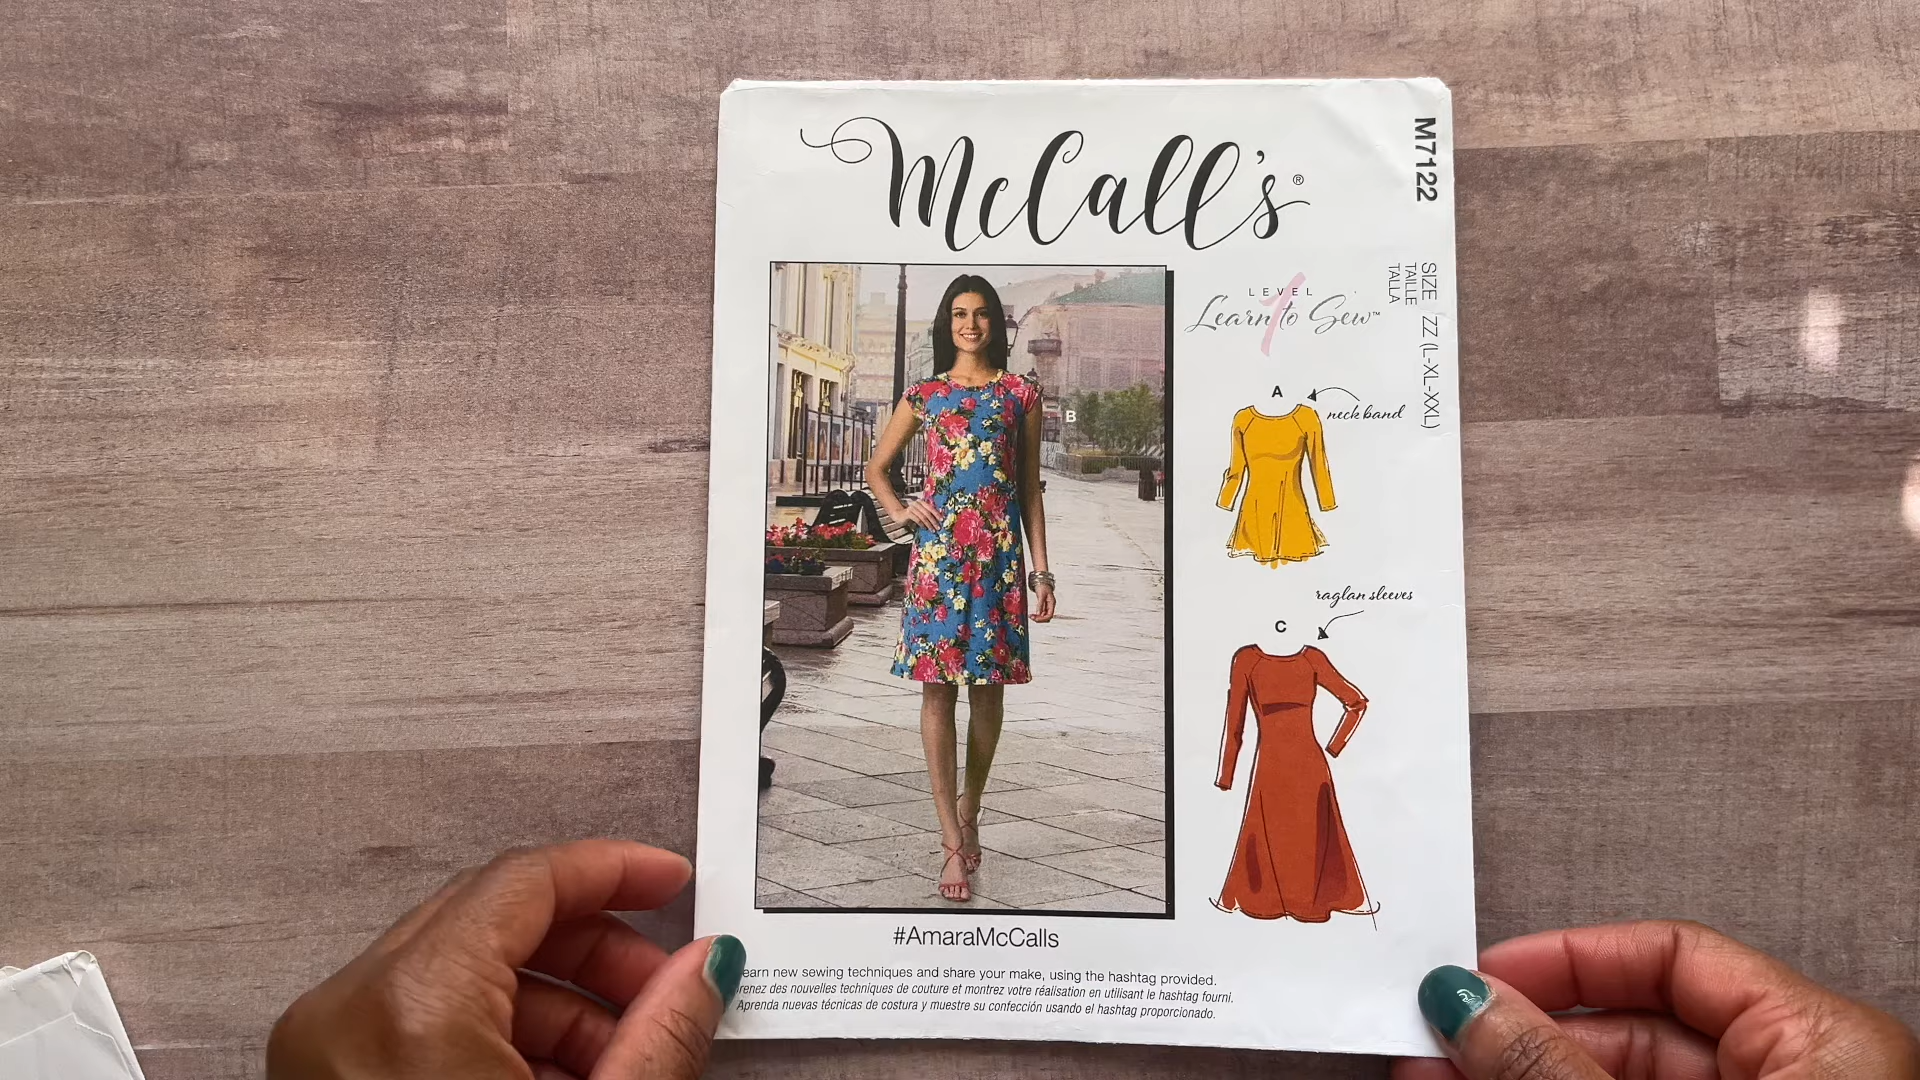 McCall's®
M7122
SIZE ZZ (L-XL-XXL)
TAILLE
TALLA
LEVEL
1
Learn to Sew™
A
neck band
B
raglan sleeves
C
#AmaraMcCalls
earn new sewing techniques and share your make, using the hashtag provided.
renez des nouvelles techniques de couture et montrez votre réalisation en utilisant le hashtag fourni.
Aprenda nuevas técnicas de costura y muestre su confección usando el hashtag proporcionado.